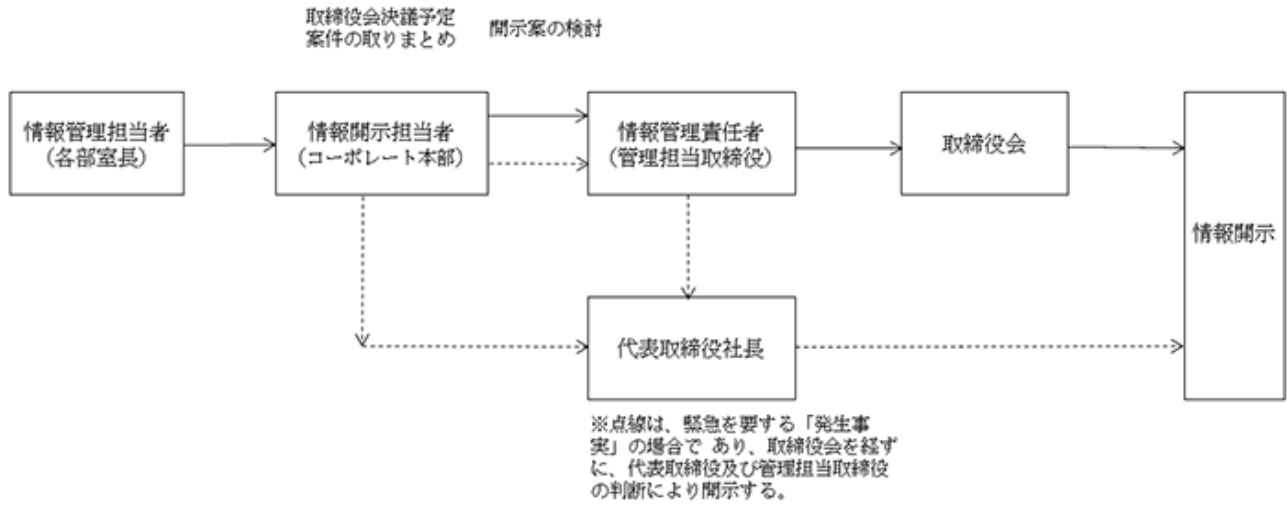 取締役会決議予定
案件の取りまとめ
開示案の検討
情報管理担当者
（各部室長）
情報開示担当者
（コーポレート本部）
情報管理責任者
（管理担当取締役）
取締役会
情報開示
代表取締役社長
※点線は、緊急を要する「発生事
実」の場合で あり、取締役会を経ず
に、代表取締役及び管理担当取締役
の判断により開示する。